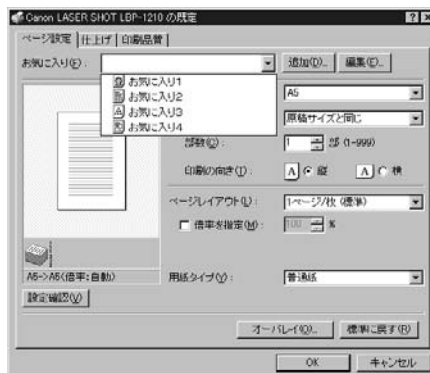 Canon LASER SHOT LBP-1210 の既定
ページ設定 仕上げ 印刷品質
お気に入り(F): 追加(D)... 編集(E)...
お気に入り1 A5
お気に入り2
お気に入り3 原稿サイズと同じ
お気に入り4
部数(C): 1 部 (1-999)
印刷の向き(T): A 縦 A 横
ページレイアウト(L): 1ページ/枚 (標準)
倍率を指定(M): 100 %
A5->A5(倍率:自動) 用紙タイプ(Y): 普通紙
設定確認(V)
オーバレイ(O)... 標準に戻す(R)
OK キャンセル